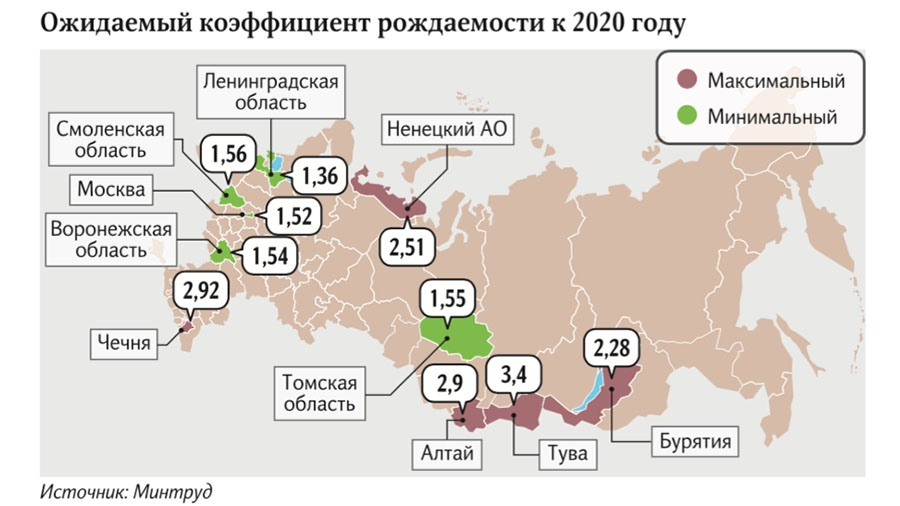 Ожидаемый коэффициент рождаемости к 2020 году
Максимальный
Минимальный
Ленинградская
область
Смоленская
область
Ненецкий АО
1,56
1,36
Москва
1,52
Воронежская
область
1,54
2,51
2,92
1,55
Чечня
2,28
Томская
область
2,9
3,4
Алтай
Тува
Бурятия
Источник: Минтруд